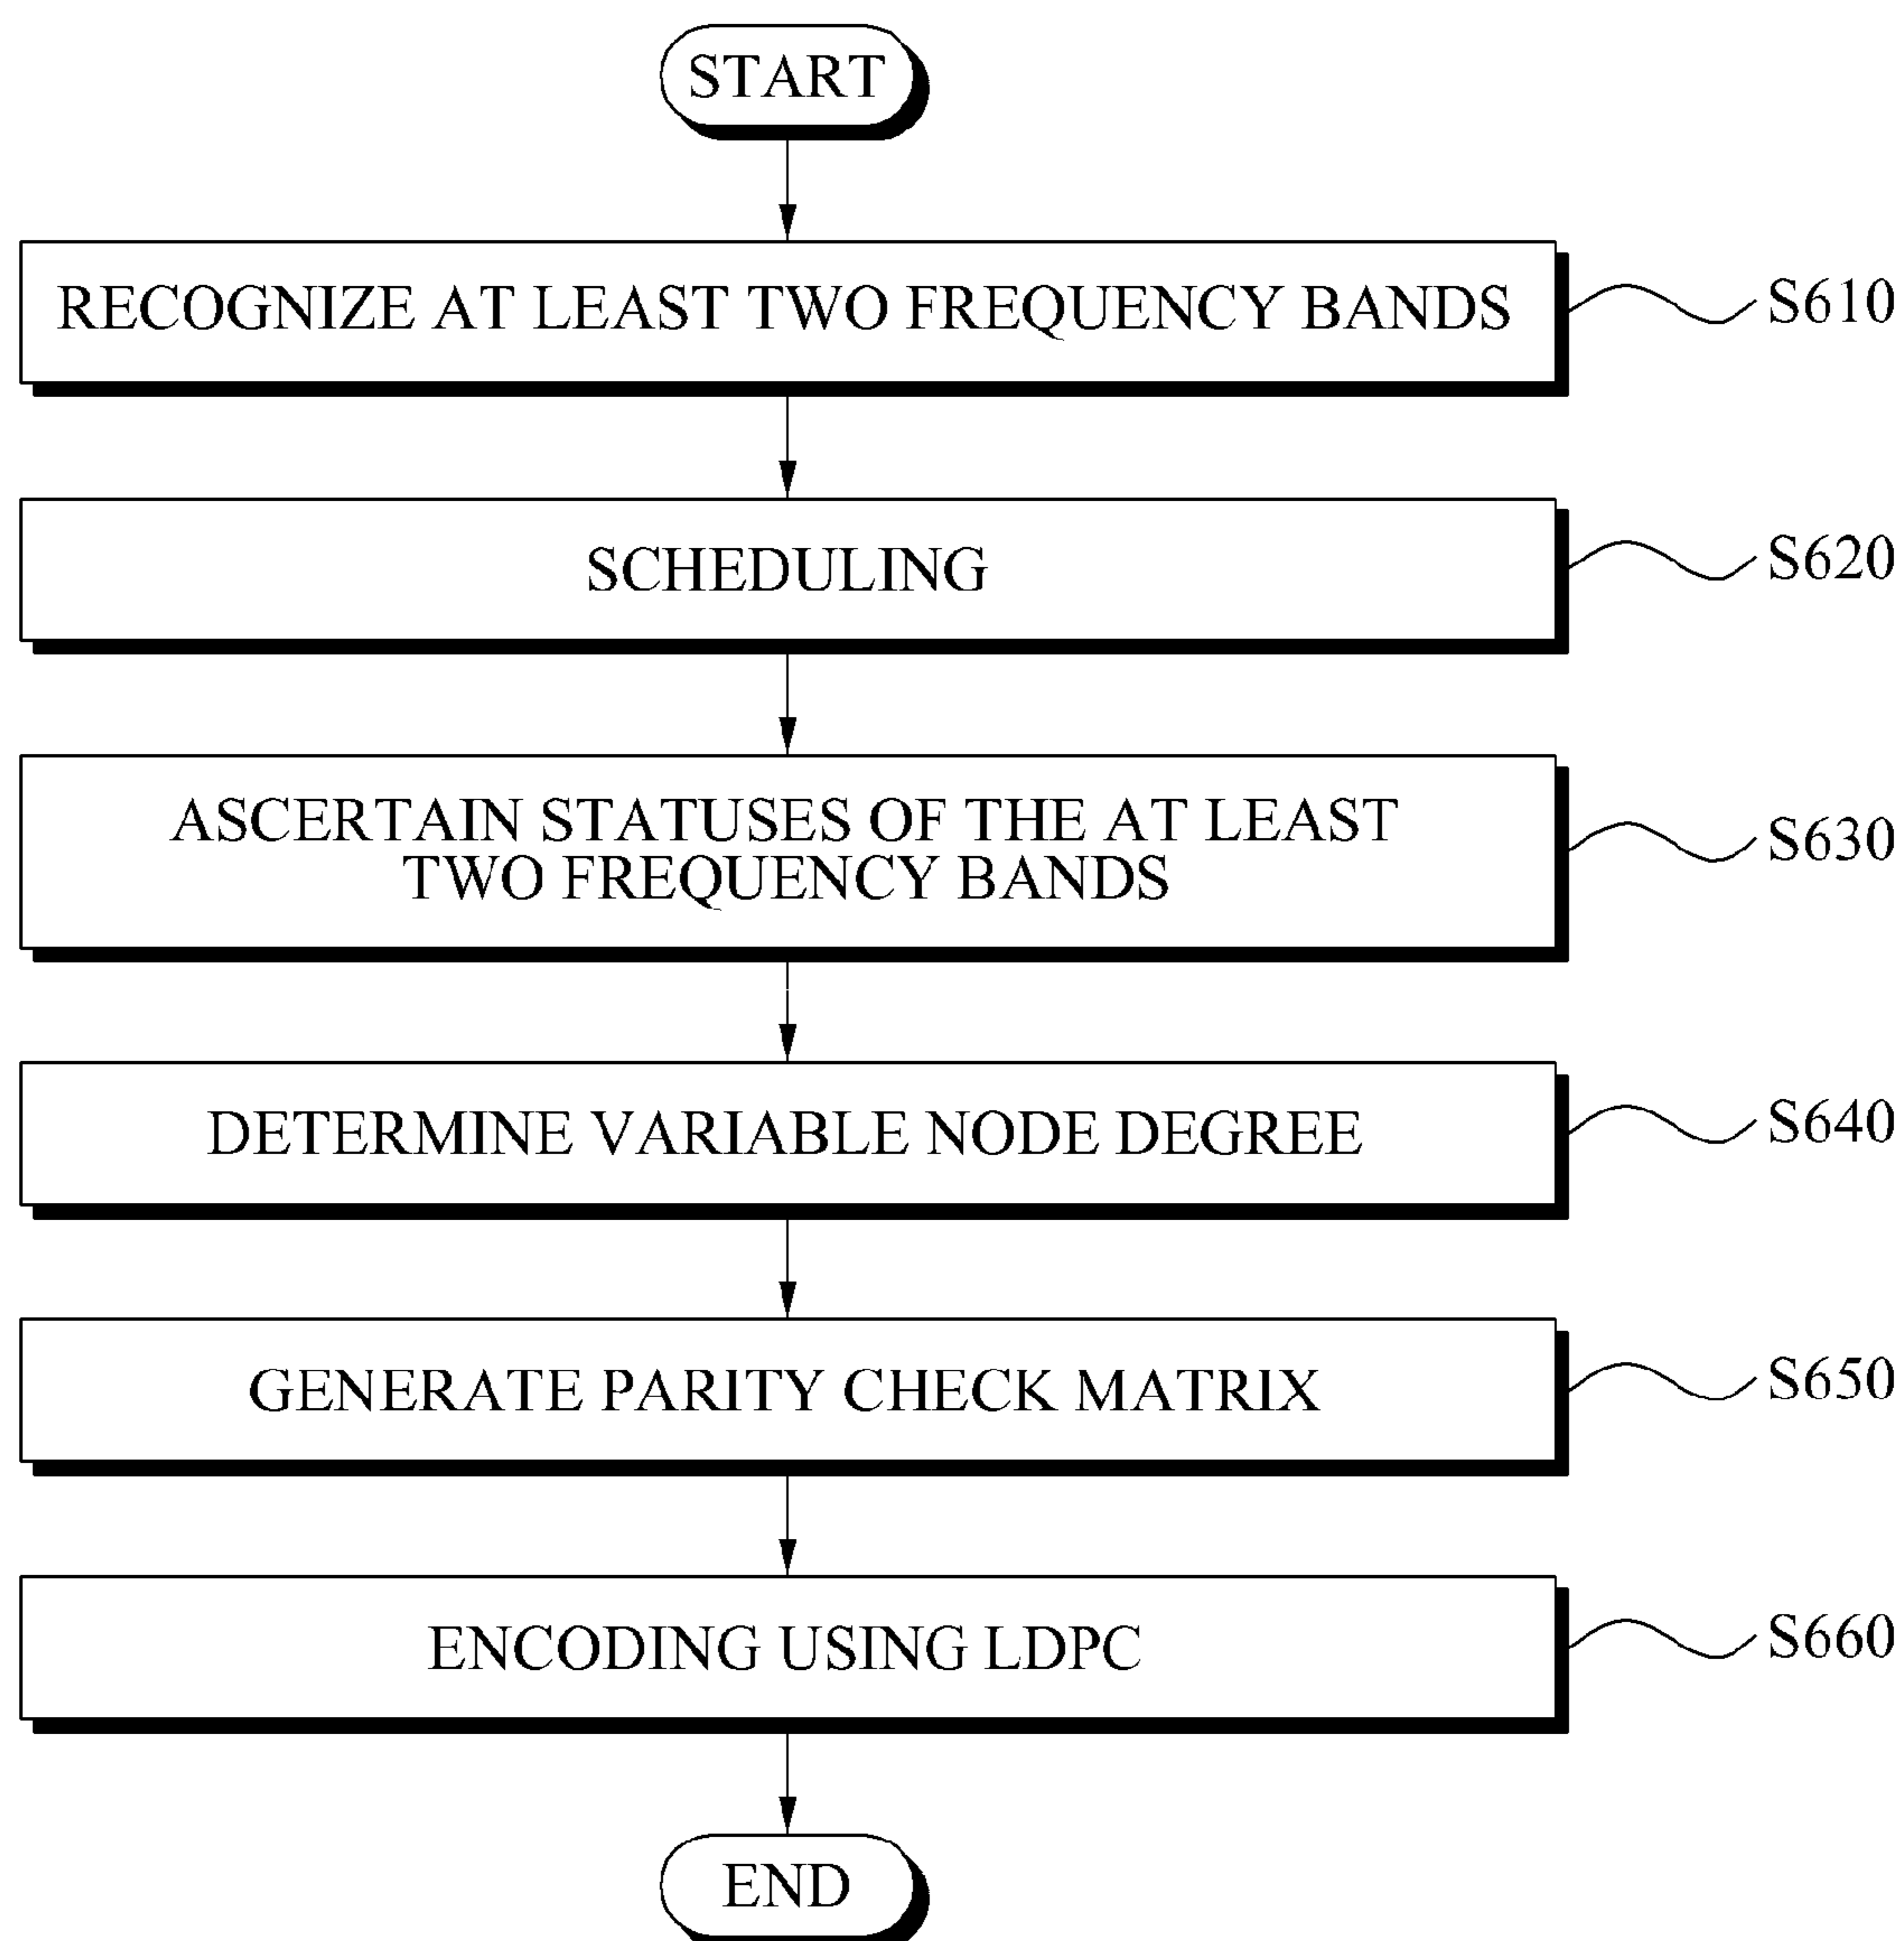 START
RECOGNIZE AT LEAST TWO FREQUENCY BANDS
S610
SCHEDULING
S620
ASCERTAIN STATUSES OF THE AT LEAST
TWO FREQUENCY BANDS
S630
DETERMINE VARIABLE NODE DEGREE
S640
GENERATE PARITY CHECK MATRIX
S650
ENCODING USING LDPC
S660
END